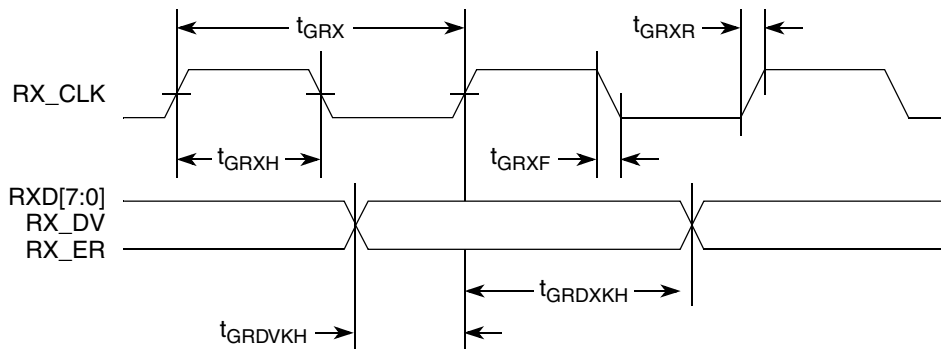 tGRX
tGRXR
RX_CLK
tGRXH
tGRXF
RXD[7:0]
RX_DV
RX_ER
tGRDXKH
tGRDVKH